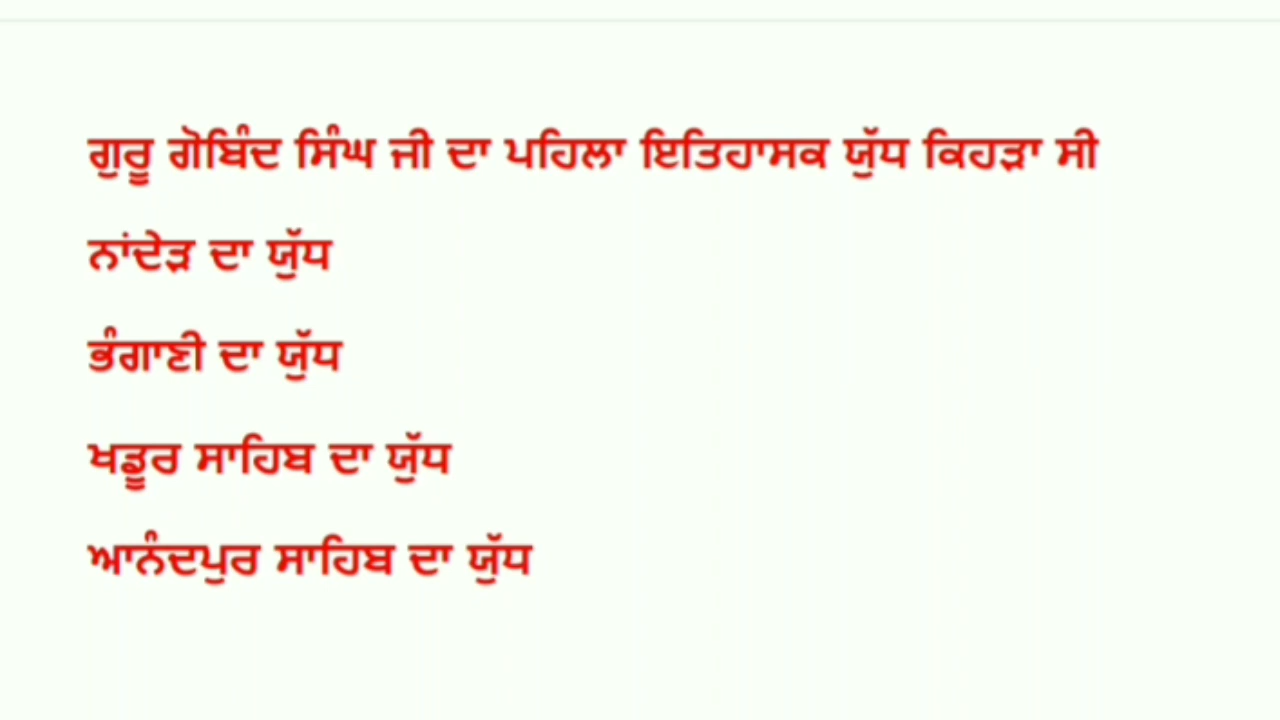 ਗੁਰੂ ਗੋਬਿੰਦ ਸਿੰਘ ਜੀ ਦਾ ਪਹਿਲਾ ਇਤਿਹਾਸਕ ਯੁੱਧ ਕਿਹੜਾ ਸੀ
ਨਾਂਦੇੜ ਦਾ ਯੁੱਧ
ਭੰਗਾਣੀ ਦਾ ਯੁੱਧ
ਖਡੂਰ ਸਾਹਿਬ ਦਾ ਯੁੱਧ
ਆਨੰਦਪੁਰ ਸਾਹਿਬ ਦਾ ਯੁੱਧ